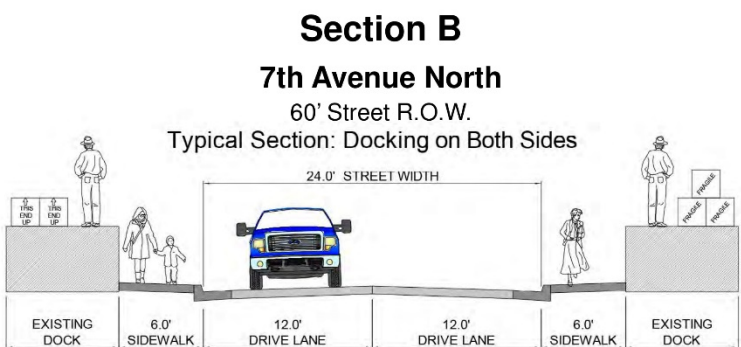 Section B
7th Avenue North
60' Street R.O.W.
Typical Section: Docking on Both Sides
24.0' STREET WIDTH
THIS
END
UP
THIS
END
UP
FRAGILE
FRAGILE
FRAGILE
EXISTING
DOCK
6.0'
SIDEWALK
12.0'
DRIVE LANE
12.0'
DRIVE LANE
6.0'
SIDEWALK
EXISTING
DOCK